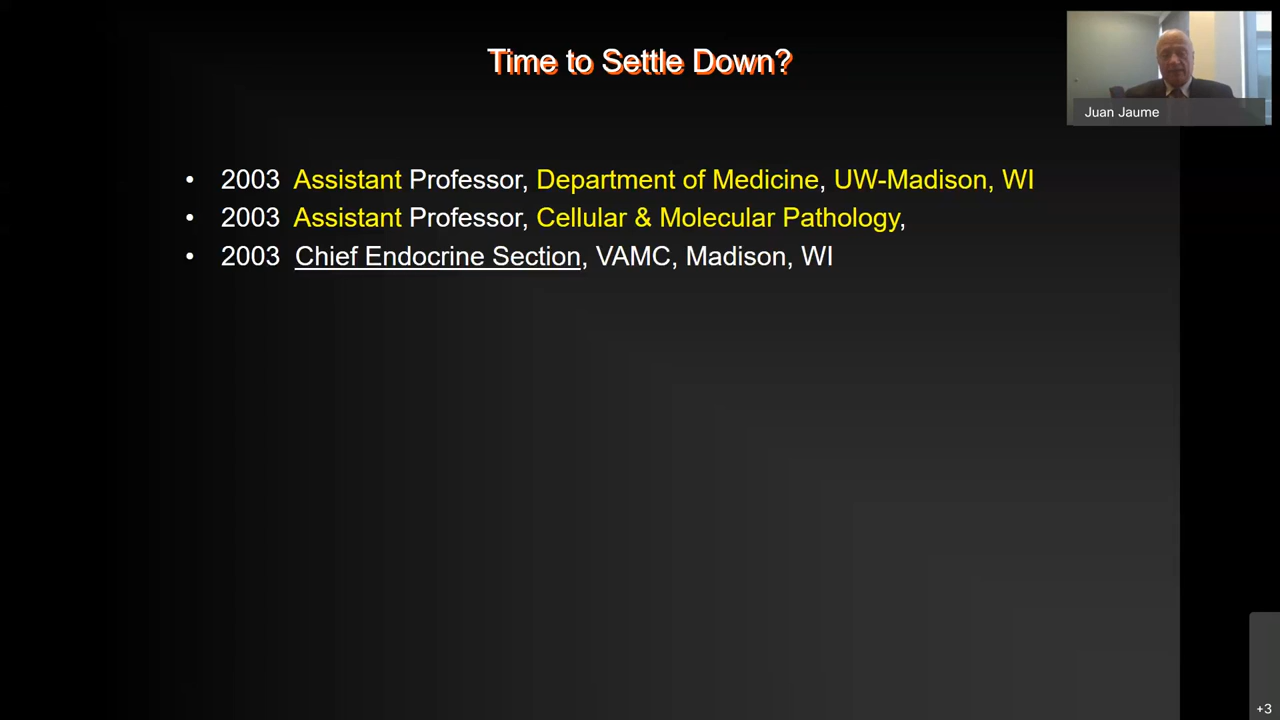 Time to Settle Down?
Juan Jaume
• 2003 Assistant Professor, Department of Medicine, UW-Madison, WI
• 2003 Assistant Professor, Cellular & Molecular Pathology,
• 2003 Chief Endocrine Section, VAMC, Madison, WI
+3